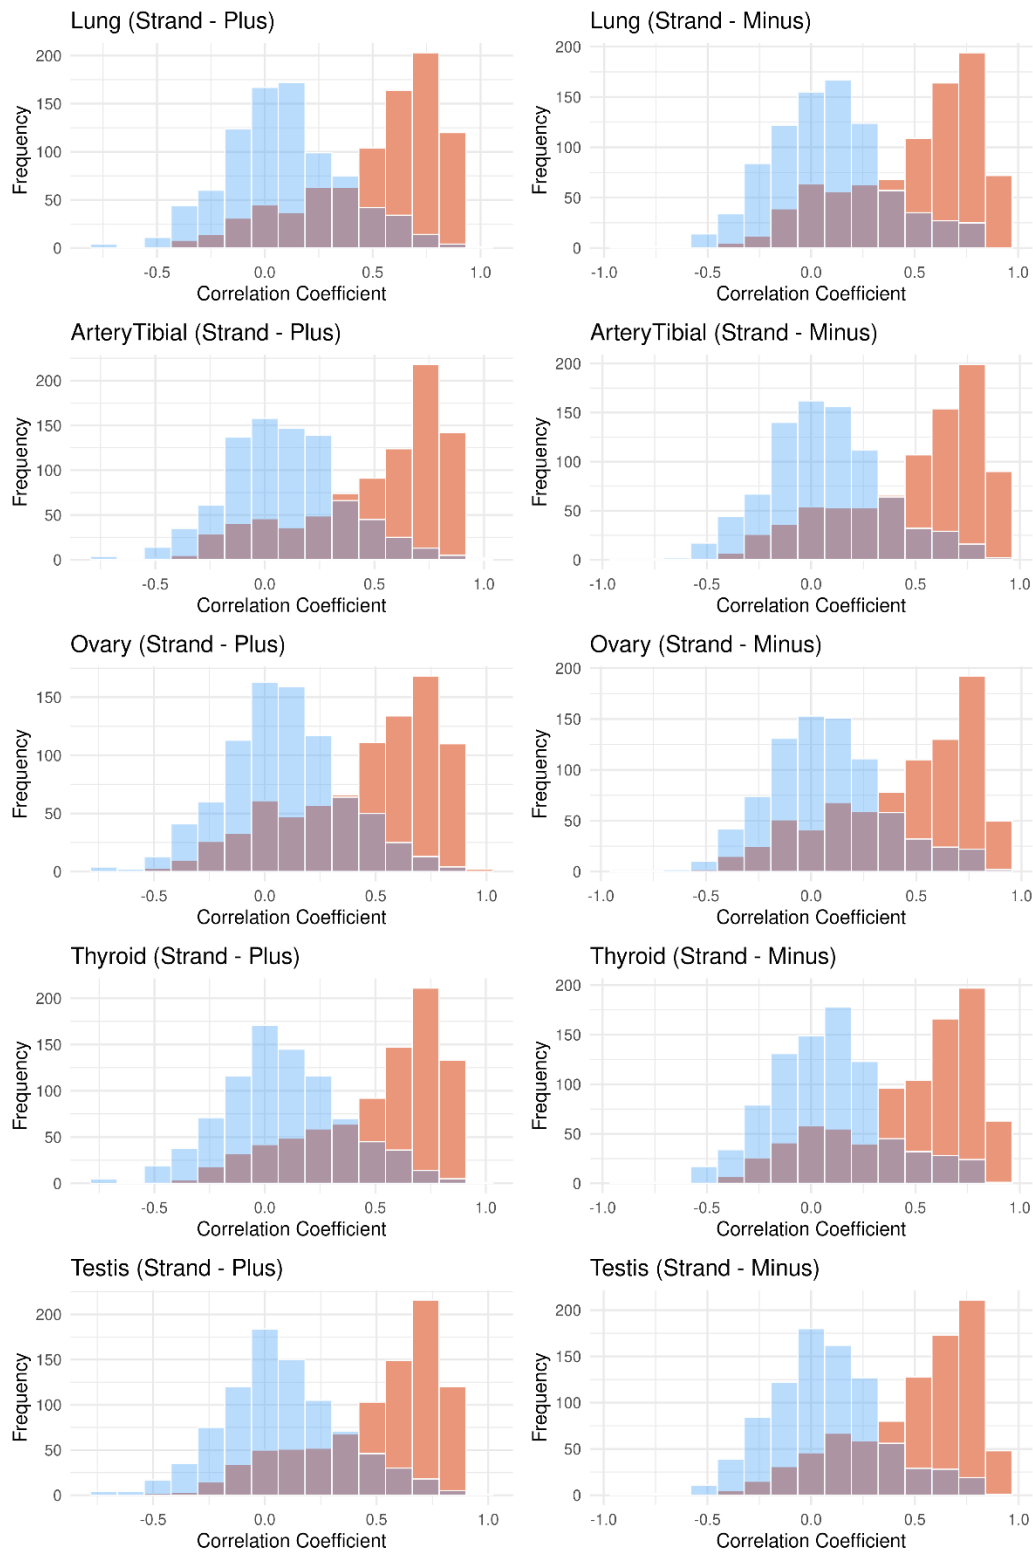 Lung (Strand - Plus)
200
150
100
50
0
Frequency
-0.5 0.0 0.5 1.0
Correlation Coefficient
Lung (Strand - Minus)
200
150
100
50
0
Frequency
-1.0 -0.5 0.0 0.5 1.0
Correlation Coefficient
ArteryTibial (Strand - Plus)
200
150
100
50
0
Frequency
-0.5 0.0 0.5 1.0
Correlation Coefficient
ArteryTibial (Strand - Minus)
200
150
100
50
0
Frequency
-1.0 -0.5 0.0 0.5 1.0
Correlation Coefficient
Ovary (Strand - Plus)
150
100
50
0
Frequency
-0.5 0.0 0.5 1.0
Correlation Coefficient
Ovary (Strand - Minus)
200
150
100
50
0
Frequency
-1.0 -0.5 0.0 0.5 1.0
Correlation Coefficient
Thyroid (Strand - Plus)
200
150
100
50
0
Frequency
-0.5 0.0 0.5 1.0
Correlation Coefficient
Thyroid (Strand - Minus)
200
150
100
50
0
Frequency
-1.0 -0.5 0.0 0.5 1.0
Correlation Coefficient
Testis (Strand - Plus)
200
150
100
50
0
Frequency
-0.5 0.0 0.5 1.0
Correlation Coefficient
Testis (Strand - Minus)
200
150
100
50
0
Frequency
-1.0 -0.5 0.0 0.5 1.0
Correlation Coefficient